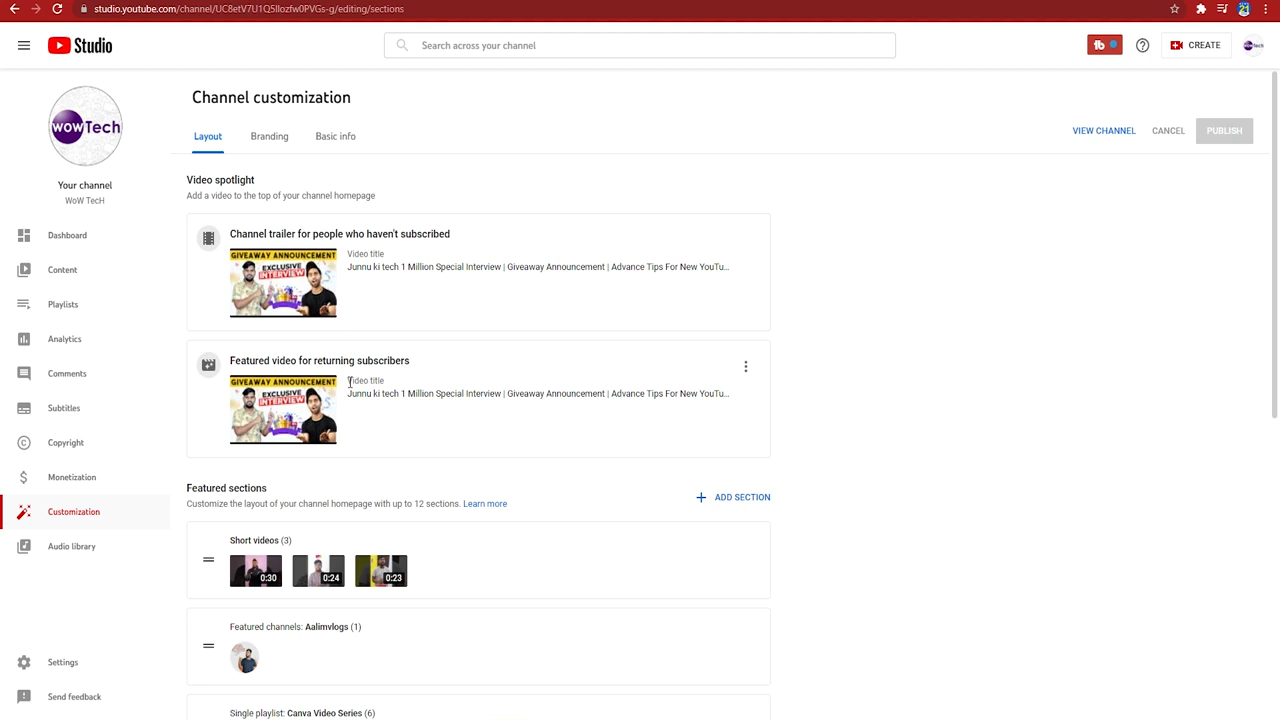 studio.youtube.com/channel/UC8etV7U1Q5lIozfw0PVGs-g/editing/sections
Studio
Search across your channel
CREATE
wowTech
Your channel
WoW TecH
Dashboard
Content
Playlists
Analytics
Comments
Subtitles
Copyright
Monetization
Customization
Audio library
Settings
Send feedback
Channel customization
Layout
Branding
Basic info
VIEW CHANNEL
CANCEL
PUBLISH
Video spotlight
Add a video to the top of your channel homepage
Channel trailer for people who haven't subscribed
GIVEAWAY ANNOUNCEMENT
EXCLUSIVE
INTERVIEW
Video title
Junnu ki tech 1 Million Special Interview | Giveaway Announcement | Advance Tips For New YouTu...
Featured video for returning subscribers
GIVEAWAY ANNOUNCEMENT
EXCLUSIVE
INTERVIEW
Video title
Junnu ki tech 1 Million Special Interview | Giveaway Announcement | Advance Tips For New YouTu...
Featured sections
Customize the layout of your channel homepage with up to 12 sections. Learn more
ADD SECTION
Short videos (3)
0:30
0:24
0:23
Featured channels: Aalimvlogs (1)
Single playlist: Canva Video Series (6)